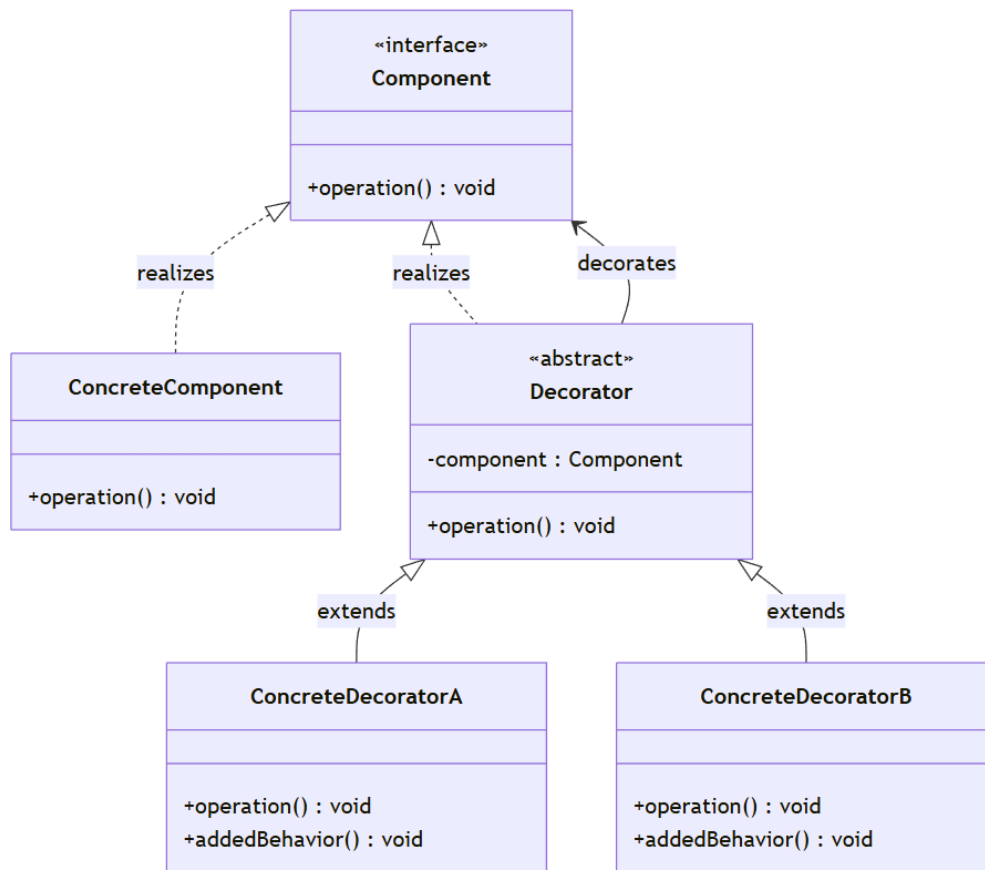 «interface»
Component
+operation() : void
realizes
realizes
decorates
ConcreteComponent
+operation() : void
«abstract»
Decorator
-component : Component
+operation() : void
extends
extends
ConcreteDecoratorA
+operation() : void
+addedBehavior() : void
ConcreteDecoratorB
+operation() : void
+addedBehavior() : void